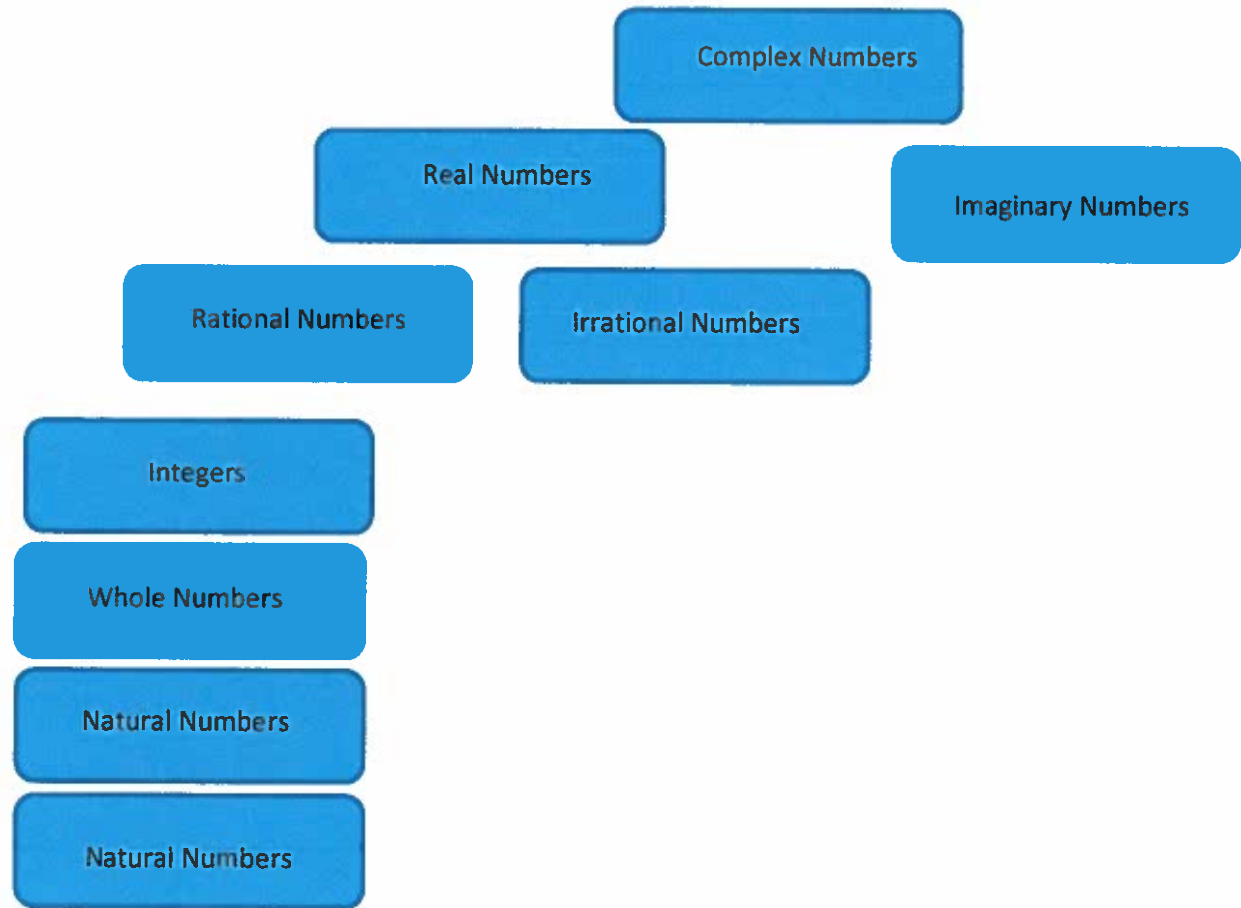 Complex Numbers
Real Numbers
Imaginary Numbers
Rational Numbers
Irrational Numbers
Integers
Whole Numbers
Natural Numbers
Natural Numbers